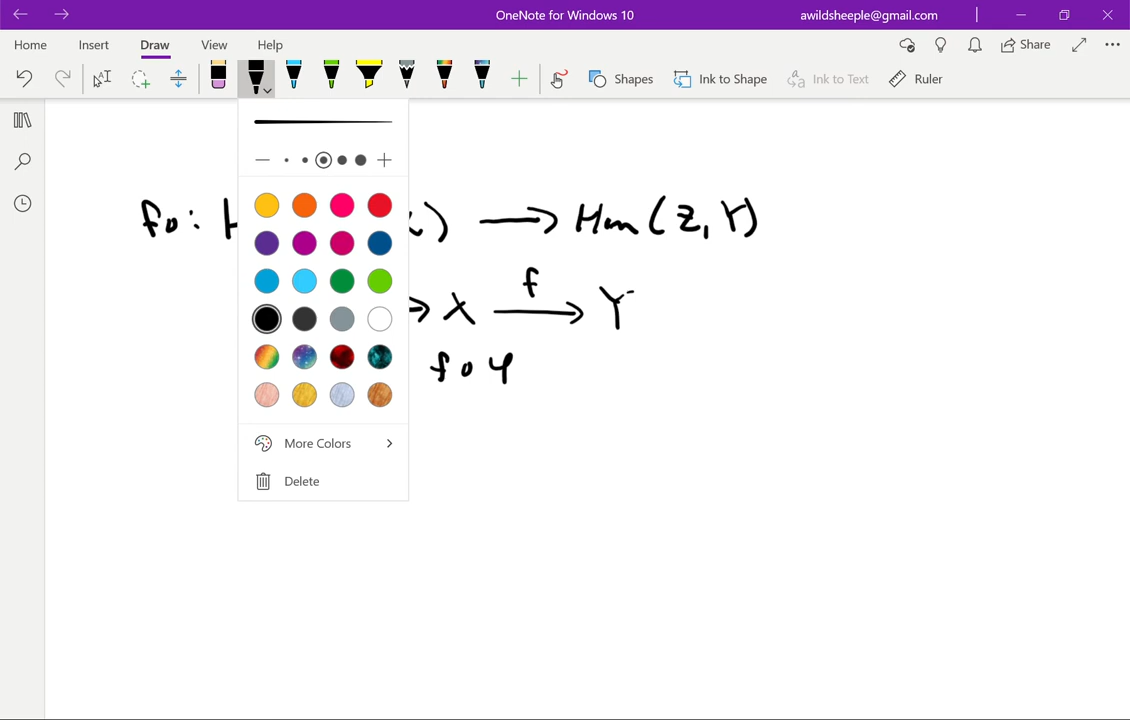 OneNote for Windows 10 awildsheeple@gmail.com
Home Insert Draw View Help Share
Shapes Ink to Shape Ink to Text Ruler
fo: H ) → Hom (Z, Y)
→ X f → Y
f o φ
More Colors
Delete